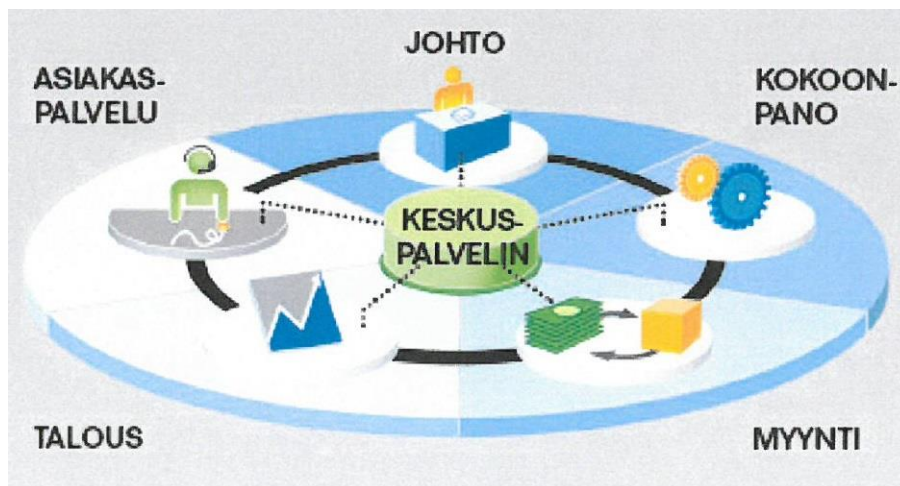 JOHTO
ASIAKAS-
PALVELU
KOKOON-
PANO
KESKUS-
PALVELIN
TALOUS
MYYNTI